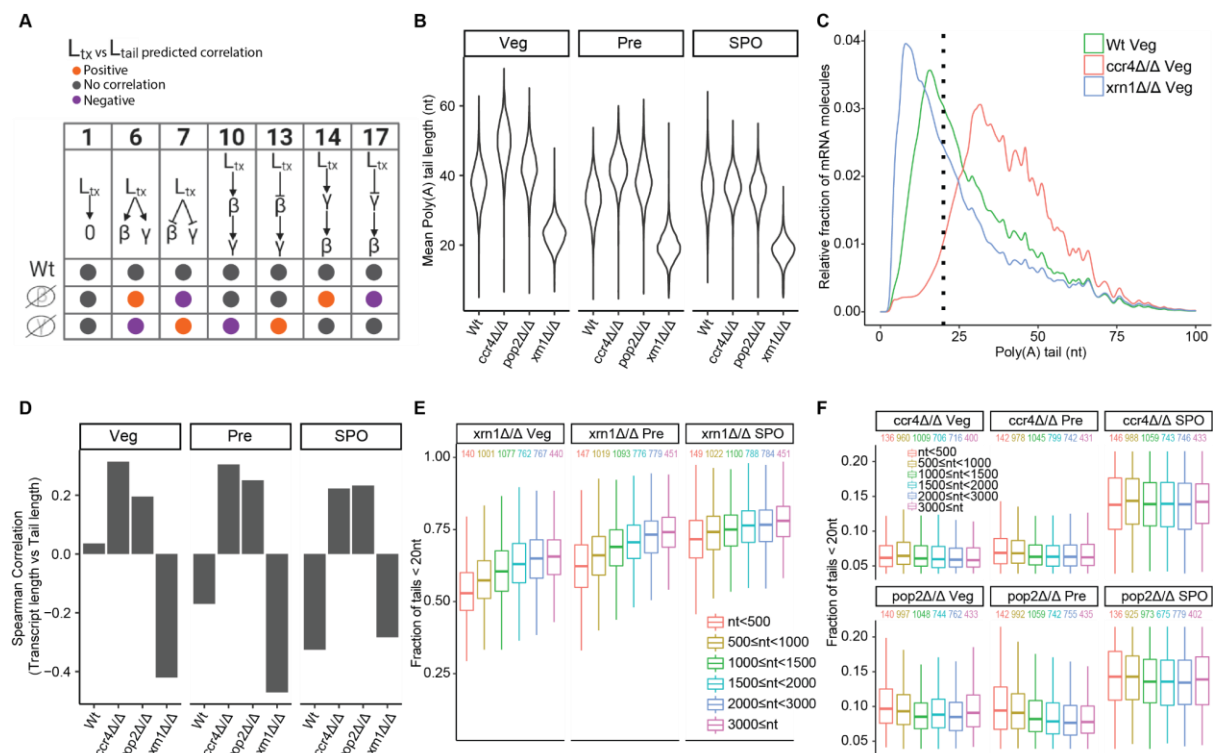 A
Ltx vs Ltail predicted correlation
Positive
No correlation
Negative
1 6 7 10 13 14 17
Ltx Ltx Ltx Ltx Ltx Ltx Ltx
β β γ γ
0 β γ β γ γ γ β β
Wt
γ
B
Veg Pre SPO
Mean Poly(A) tail length (nt)
60
40
20
Wt ccr4Δ/Δ pop2Δ/Δ xrn1Δ/Δ Wt ccr4Δ/Δ pop2Δ/Δ xrn1Δ/Δ Wt ccr4Δ/Δ pop2Δ/Δ xrn1Δ/Δ
C
Relative fraction of mRNA molecules
0.04
0.03
0.02
0.01
0.00
Wt Veg
ccr4Δ/Δ Veg
xrn1Δ/Δ Veg
0 25 50 75 100
Poly(A) tail (nt)
D
Veg Pre SPO
Spearman Correlation
(Transcript length vs Tail length)
0.2
0.0
−0.2
−0.4
Wt ccr4Δ/Δ pop2Δ/Δ xrn1Δ/Δ Wt ccr4Δ/Δ pop2Δ/Δ xrn1Δ/Δ Wt ccr4Δ/Δ pop2Δ/Δ xrn1Δ/Δ
E
xrn1Δ/Δ Veg xrn1Δ/Δ Pre xrn1Δ/Δ SPO
140 1001 1077 762 767 440 147 1019 1093 776 779 451 149 1022 1100 788 784 451
Fraction of tails < 20nt
1.00
0.75
0.50
0.25
nt<500
500≤nt<1000
1000≤nt<1500
1500≤nt<2000
2000≤nt<3000
3000≤nt
F
ccr4Δ/Δ Veg ccr4Δ/Δ Pre ccr4Δ/Δ SPO
136 960 1009 706 716 400 142 978 1045 799 742 431 146 988 1059 743 746 433
Fraction of tails < 20nt
0.20
0.15
0.10
0.05
nt<500
500≤nt<1000
1000≤nt<1500
1500≤nt<2000
2000≤nt<3000
3000≤nt
pop2Δ/Δ Veg pop2Δ/Δ Pre pop2Δ/Δ SPO
140 997 1048 744 762 433 142 992 1059 742 755 435 136 925 973 675 779 402
0.20
0.15
0.10
0.05